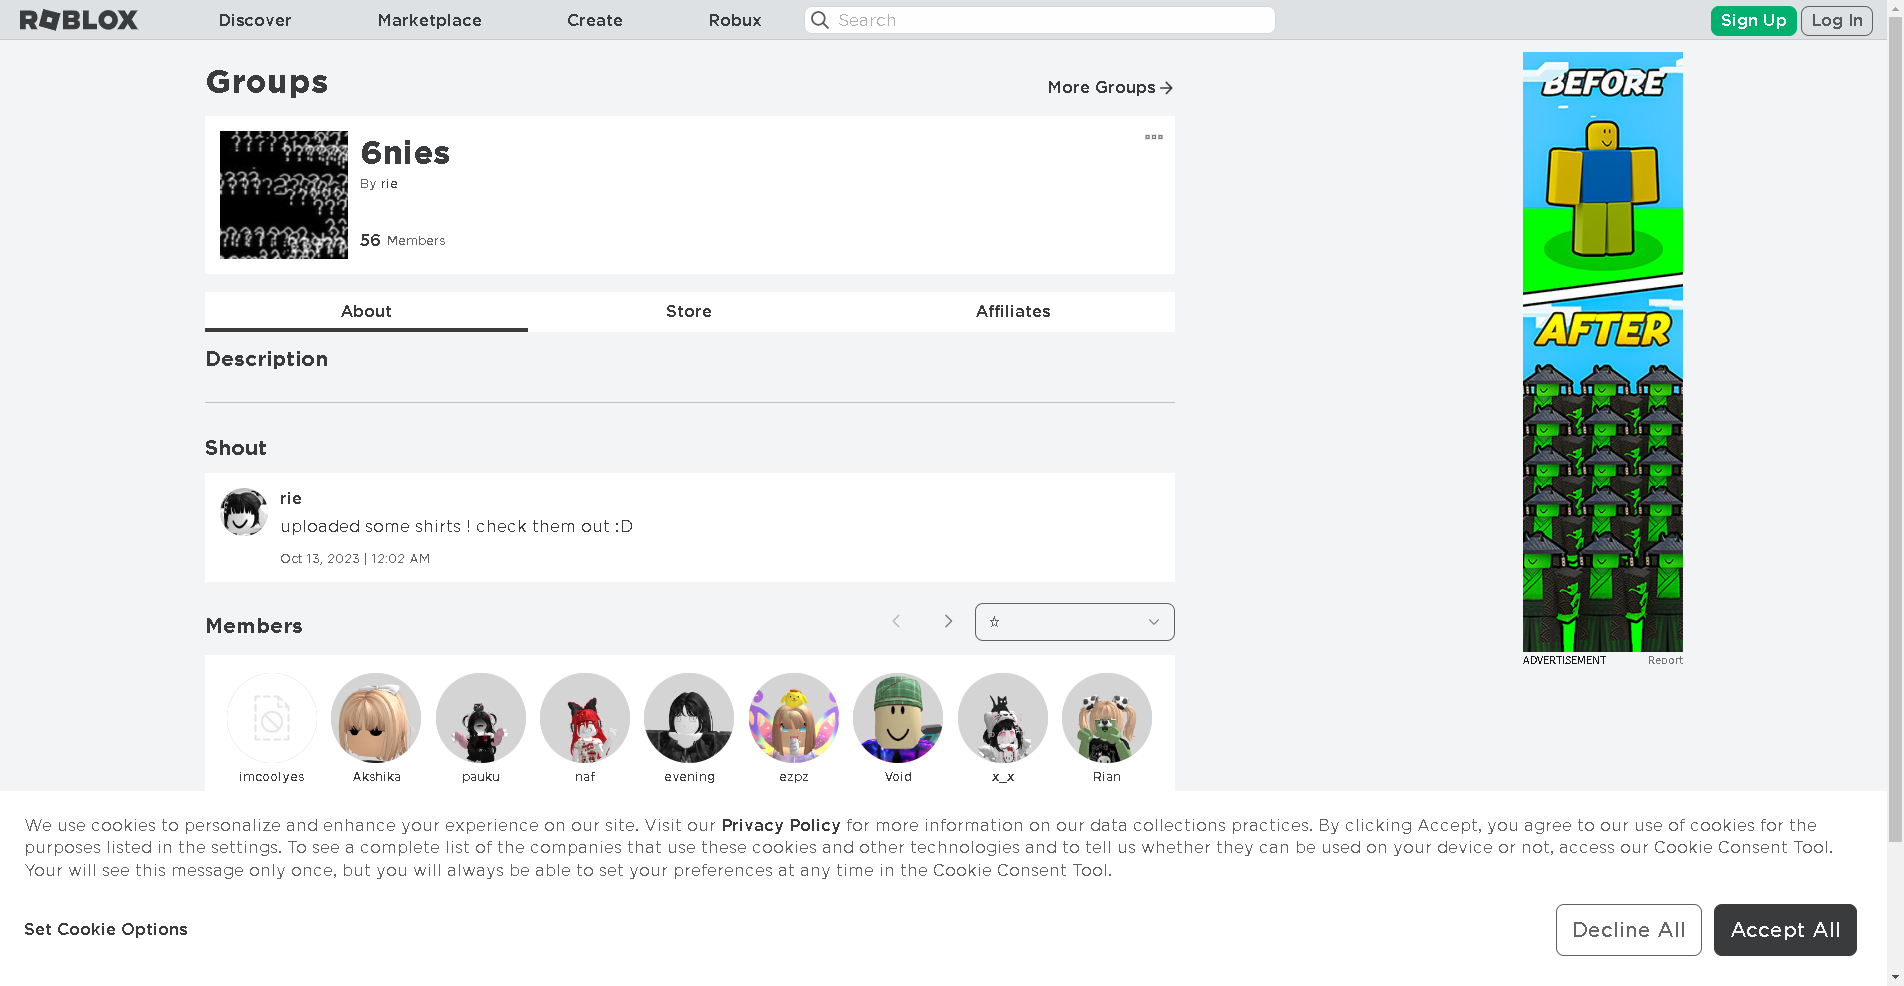 ROBLOX Discover Marketplace Create Robux Search Sign Up Log In
Groups
More Groups
6nies
By rie
56 Members
About Store Affiliates
Description
Shout
rie
uploaded some shirts ! check them out :D
Oct 13, 2023 | 12:02 AM
Members
☆
imcoolyes Akshika pauku naf evening ezpz Void x_x Rian
BEFORE
AFTER
ADVERTISEMENT Report
We use cookies to personalize and enhance your experience on our site. Visit our Privacy Policy for more information on our data collections practices. By clicking Accept, you agree to our use of cookies for the
purposes listed in the settings. To see a complete list of the companies that use these cookies and other technologies and to tell us whether they can be used on your device or not, access our Cookie Consent Tool.
Your will see this message only once, but you will always be able to set your preferences at any time in the Cookie Consent Tool.
Set Cookie Options
Decline All Accept All